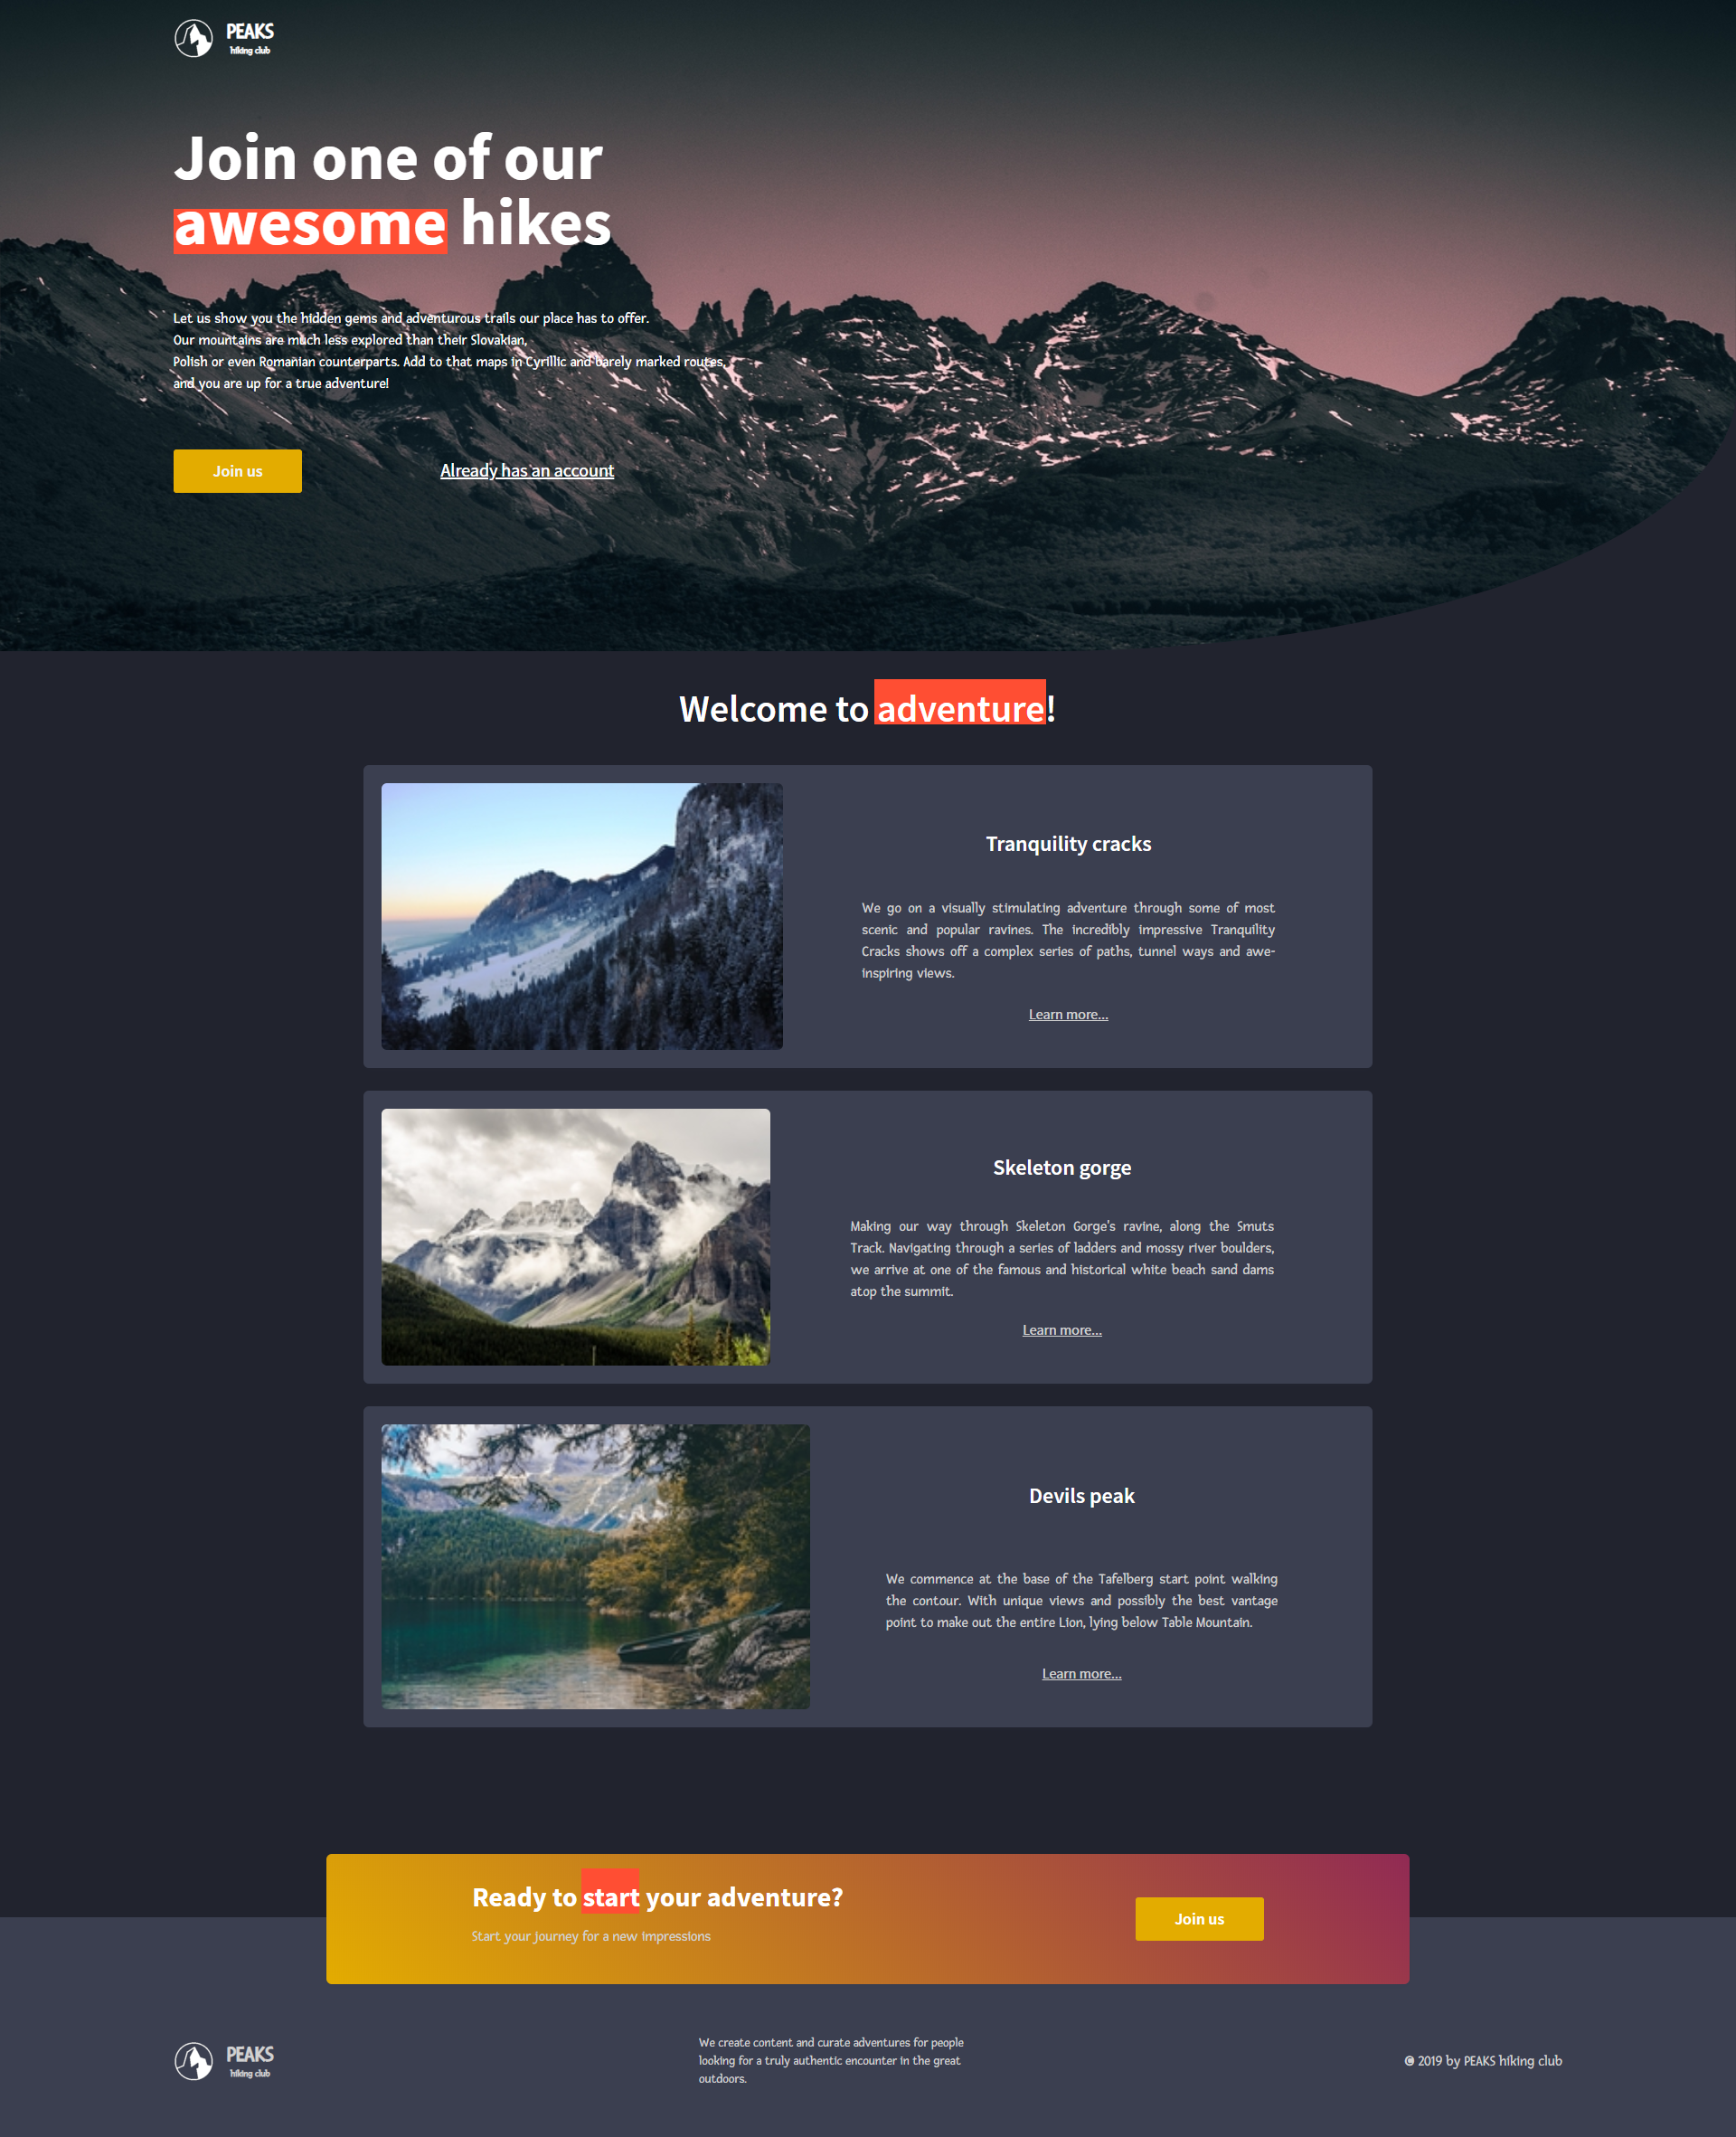 PEAKS
hiking club
Join one of our
awesome hikes
Let us show you the hidden gems and adventurous trails our place has to offer.
Our mountains are much less explored than their Slovakian,
Polish or even Romanian counterparts. Add to that maps in Cyrillic and barely marked routes,
and you are up for a true adventure!
Join us
Already has an account
Welcome to adventure!
Tranquility cracks
We go on a visually stimulating adventure through some of most
scenic and popular ravines. The incredibly impressive Tranquility
Cracks shows off a complex series of paths, tunnel ways and awe-
inspiring views.
Learn more...
Skeleton gorge
Making our way through Skeleton Gorge's ravine, along the Smuts
Track. Navigating through a series of ladders and mossy river boulders,
we arrive at one of the famous and historical white beach sand dams
atop the summit.
Learn more...
Devils peak
We commence at the base of the Tafelberg start point walking
the contour. With unique views and possibly the best vantage
point to make out the entire Lion, lying below Table Mountain.
Learn more...
Ready to start your adventure?
Start your journey for a new impressions
Join us
PEAKS
hiking club
We create content and curate adventures for people
looking for a truly authentic encounter in the great
outdoors.
© 2019 by PEAKS hiking club